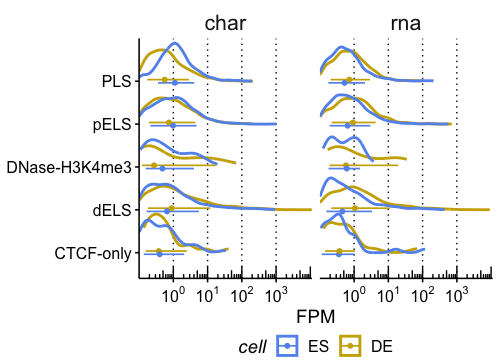 char rna
PLS
pELS
DNase-H3K4me3
dELS
CTCF-only
10⁰ 10¹ 10² 10³ 10⁰ 10¹ 10² 10³
FPM
cell ES DE